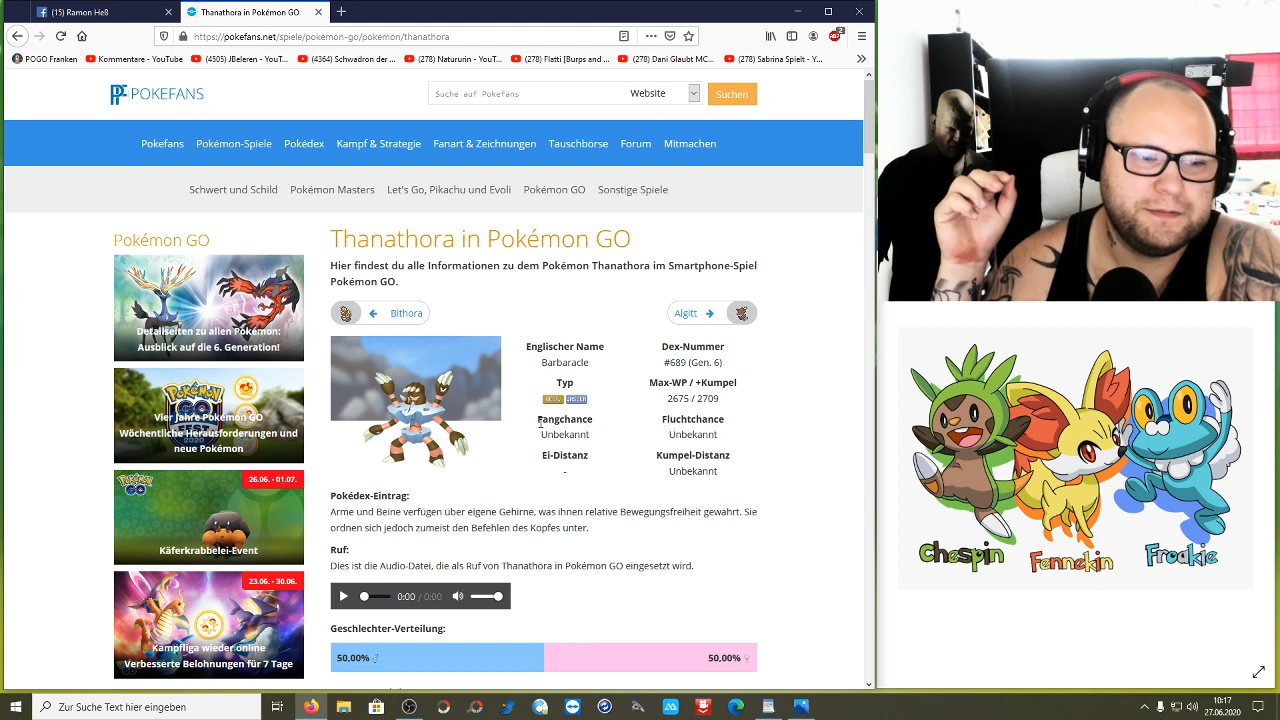 (15) Ramon Heß
Thanathora in Pokémon GO
https://pokefans.net/spiele/pokemon-go/pokemon/thanathora
2
POGO Franken
Kommentare - YouTube
(4505) JBeleren - YouT...
(4364) Schwadron der ...
(278) Naturunin - YouT...
(278) Flatti [Burps and ...
(278) Dani Glaubt MC...
(278) Sabrina Spielt - Y...
POKEFANS
Suche auf Pokefans
Website
Suchen
Pokefans
Pokémon-Spiele
Pokédex
Kampf & Strategie
Fanart & Zeichnungen
Tauschbörse
Forum
Mitmachen
Schwert und Schild
Pokémon Masters
Let's Go, Pikachu und Evoli
Pokémon GO
Sonstige Spiele
Pokémon GO
Detailseiten zu allen Pokémon:
Ausblick auf die 6. Generation!
Vier Jahre Pokémon GO
Wöchentliche Herausforderungen und
neue Pokémon
26.06. - 01.07.
Käferkrabbelei-Event
23.06. - 30.06.
Kampfliga wieder online
Verbesserte Belohnungen für 7 Tage
Thanathora in Pokémon GO
Hier findest du alle Informationen zu dem Pokémon Thanathora im Smartphone-Spiel
Pokémon GO.
Bithora
Algitt
Englischer Name
Barbaracle
Dex-Nummer
#689 (Gen. 6)
Typ
Max-WP / +Kumpel
2675 / 2709
Fangchance
Unbekannt
Fluchtchance
Unbekannt
Ei-Distanz
-
Kumpel-Distanz
Unbekannt
Pokédex-Eintrag:
Arme und Beine verfügen über eigene Gehirne, was ihnen relative Bewegungsfreiheit gewährt. Sie
ordnen sich jedoch zumeist den Befehlen des Kopfes unter.
Ruf:
Dies ist die Audio-Datei, die als Ruf von Thanathora in Pokémon GO eingesetzt wird.
0:00 / 0:00
Geschlechter-Verteilung:
50,00%
50,00%
Chespin
Fennekin
Froakie
Zur Suche Text hier eingeben
10:17
27.06.2020